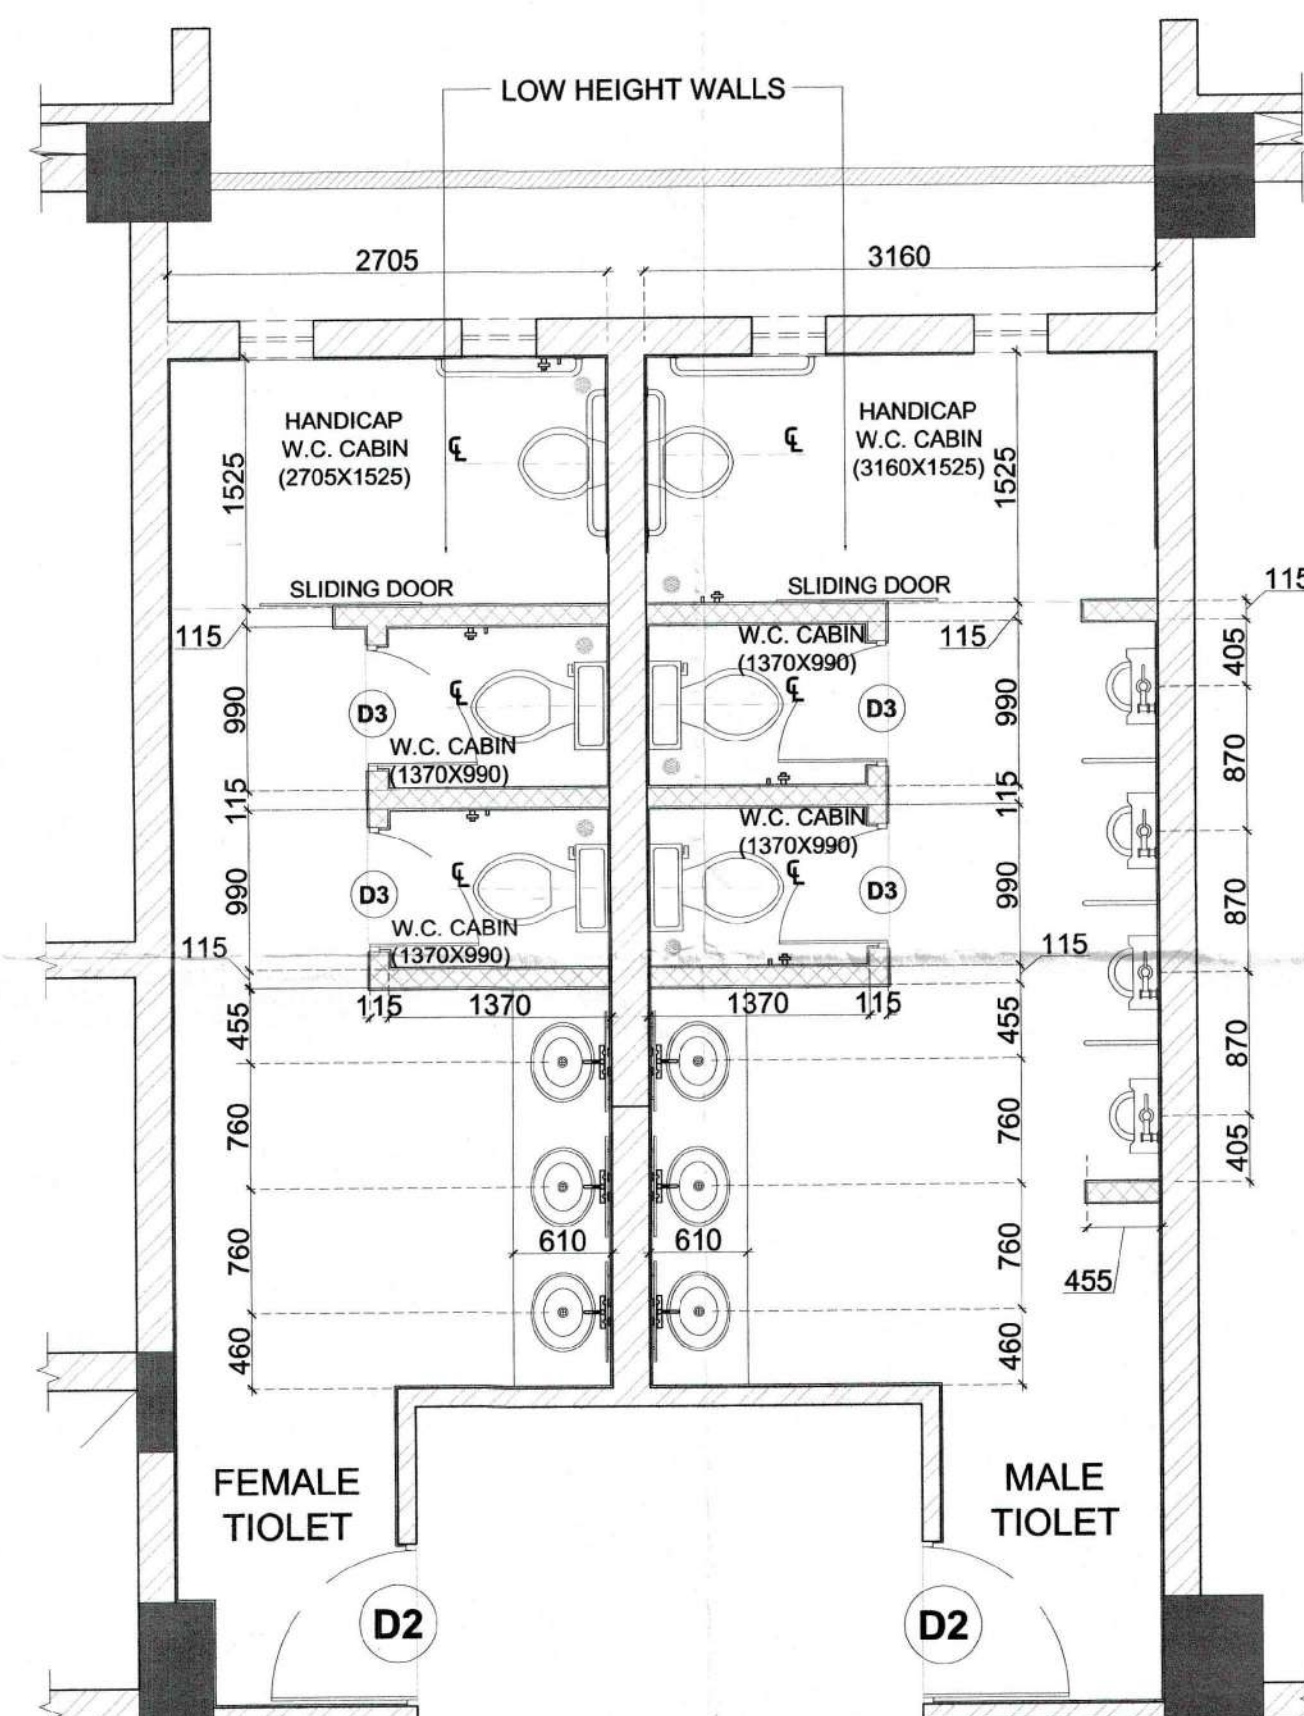 LOW HEIGHT WALLS
2705
3160
HANDICAP
W.C. CABIN
(2705X1525)
HANDICAP
W.C. CABIN
(3160X1525)
1525
1525
SLIDING DOOR
SLIDING DOOR
115
115
115
W.C. CABIN
(1370X990)
405
990
D3
D3
990
W.C. CABIN
(1370X990)
870
115
115
W.C. CABIN
(1370X990)
870
990
D3
D3
990
W.C. CABIN
(1370X990)
115
115
115
1370
1370
115
455
455
870
760
760
405
760
610
610
760
455
460
460
FEMALE
TIOLET
MALE
TIOLET
D2
D2